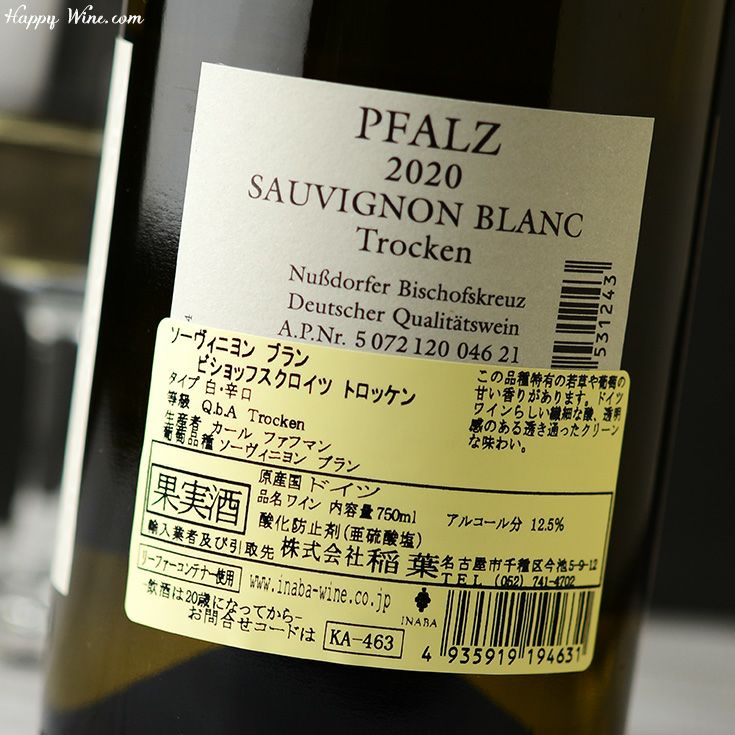 Happy Wine.com
PFALZ
2020
SAUVIGNON BLANC
Trocken
Nußdorfer Bischofskreuz
Deutscher Qualitätswein
A.P.Nr. 5 072 120 046 21
531243
4
ソーヴィニヨン ブラン
ビショッフスクロイツ トロッケン
タイプ 白・辛口
等級 Q.b.A Trocken
生産者 カール ファフマン
葡萄品種 ソーヴィニヨン ブラン
この品種特有の若草や葡萄の
甘い香りがあります。ドイツ
ワインらしい繊細な酸、透明
感のある透き通ったクリーン
な味わい。
果実酒
原産国 ドイツ
品名 ワイン 内容量 750ml アルコール分 12.5%
酸化防止剤(亜硫酸塩)
輸入業者及び引取先 株式会社 稲葉 名古屋市千種区今池5-9-12
TEL (052) 741-4702
リーファーコンテナー使用 www.inaba-wine.co.jp
INABA
-飲酒は20歳になってから-
お問合せコードは KA-463
4 935919 194631